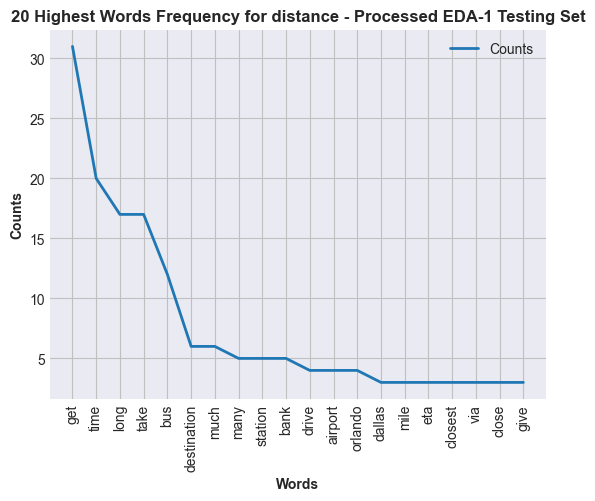 20 Highest Words Frequency for distance - Processed EDA-1 Testing Set
Counts
30
25
20
15
10
5
Counts
get
time
long
take
bus
destination
much
many
station
bank
drive
airport
orlando
dallas
mile
eta
closest
via
close
give
Words